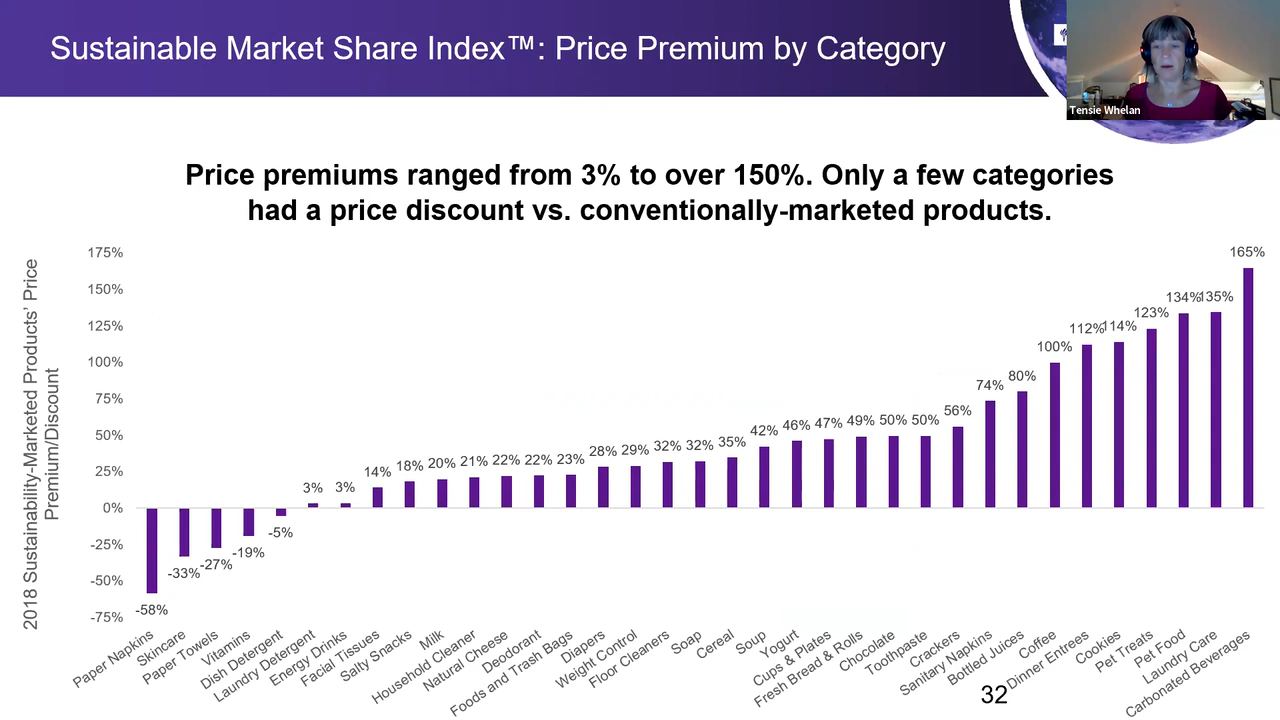 Sustainable Market Share Index™: Price Premium by Category
Tensie Whelan
Price premiums ranged from 3% to over 150%. Only a few categories
had a price discount vs. conventionally-marketed products.
2018 Sustainability-Marketed Products' Price
Premium/Discount
175%
150%
125%
100%
75%
50%
25%
0%
-25%
-50%
-75%
-58%
-33%
-27%
-19%
-5%
3%
3%
14%
18%
20%
21%
22%
22%
23%
28%
29%
32%
32%
35%
42%
46%
47%
49%
50%
50%
56%
74%
80%
100%
112%
114%
123%
134%
135%
165%
Paper Napkins
Skincare
Paper Towels
Vitamins
Dish Detergent
Laundry Detergent
Energy Drinks
Facial Tissues
Salty Snacks
Milk
Household Cleaner
Natural Cheese
Deodorant
Foods and Trash Bags
Diapers
Weight Control
Floor Cleaners
Soap
Cereal
Soup
Yogurt
Cups & Plates
Fresh Bread & Rolls
Chocolate
Toothpaste
Crackers
Sanitary Napkins
Bottled Juices
Coffee
Dinner Entrees
Cookies
Pet Treats
Pet Food
Laundry Care
Carbonated Beverages
32